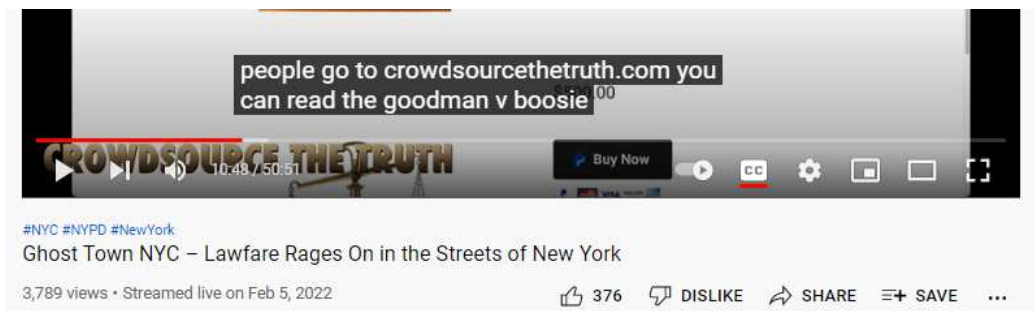 people go to crowdsourcethetruth.com you
can read the goodman v boosie
CROWDSOURCE THE TRUTH
Buy Now
10:48 / 50:51
CC
#NYC #NYPD #NewYork
Ghost Town NYC – Lawfare Rages On in the Streets of New York
3,789 views • Streamed live on Feb 5, 2022
376 DISLIKE SHARE SAVE ...